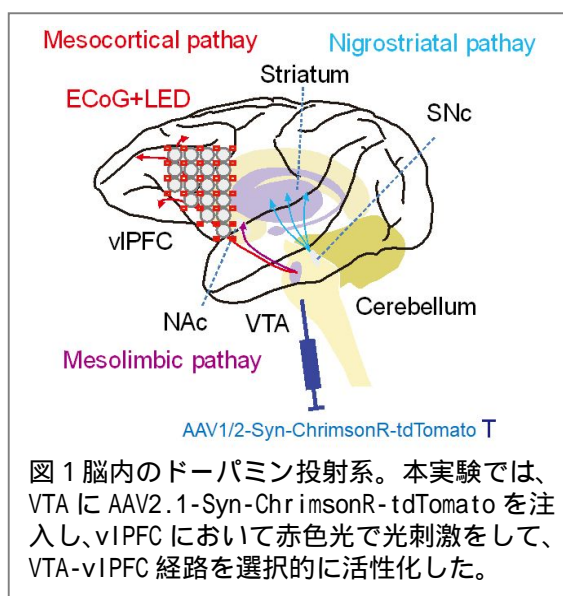 Mesocortical pathay
Nigrostriatal pathay
Striatum
ECoG+LED
SNc
vlPFC
NAc
VTA
Cerebellum
Mesolimbic pathay
AAV1/2-Syn-ChrimsonR-tdTomato T
図 1 脳内のドーパミン投射系。本実験では、
VTA に AAV2.1-Syn-ChrimsonR-tdTomato を注
入し、vlPFC において赤色光で光刺激をして、
VTA-vlPFC 経路を選択的に活性化した。